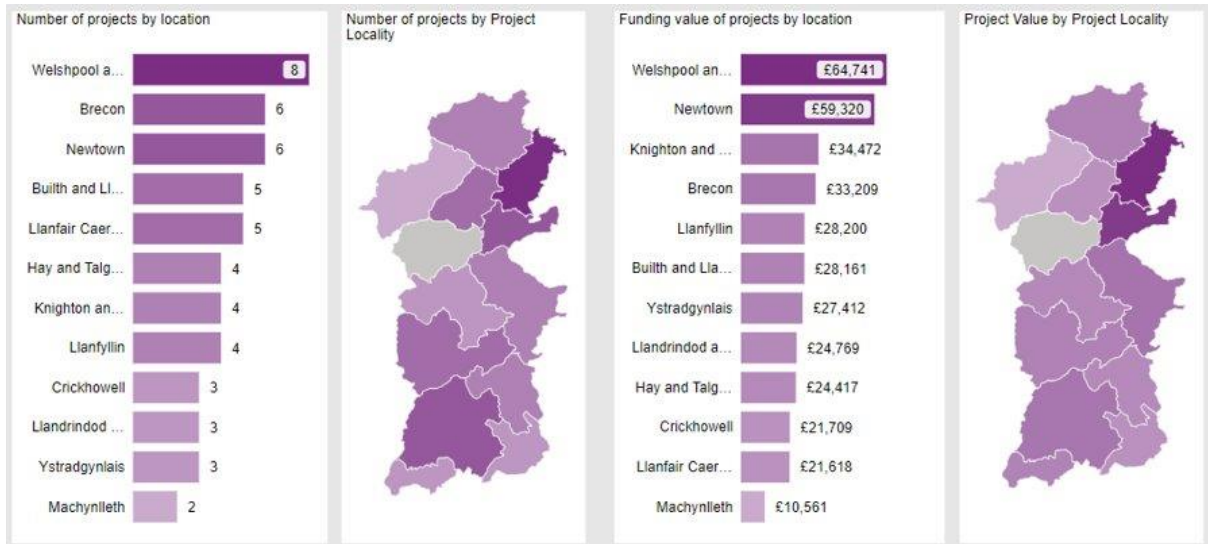 Number of projects by location
Welshpool a...
8
Brecon
6
Newtown
6
Builth and Ll...
5
Llanfair Caer...
5
Hay and Talg...
4
Knighton an...
4
Llanfyllin
4
Crickhowell
3
Llandrindod ...
3
Ystradgynlais
3
Machynlleth
2
Number of projects by Project
Locality
Funding value of projects by location
Welshpool an...
£64,741
Newtown
£59,320
Knighton and ...
£34,472
Brecon
£33,209
Llanfyllin
£28,200
Builth and Lla...
£28,161
Ystradgynlais
£27,412
Llandrindod a...
£24,769
Hay and Talg...
£24,417
Crickhowell
£21,709
Llanfair Caer...
£21,618
Machynlleth
£10,561
Project Value by Project Locality